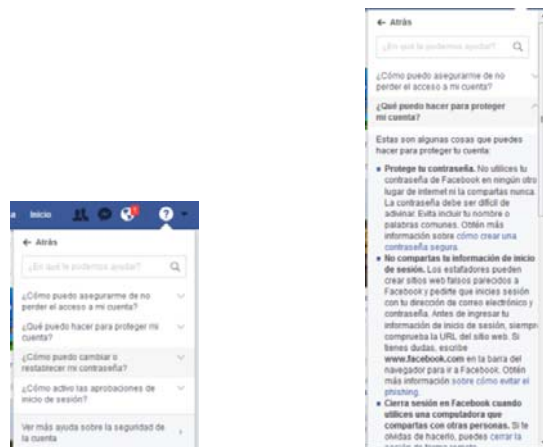 Inicio
1
?
← Atrás
¿En qué te podemos ayudar?
¿Cómo puedo asegurarme de no
perder el acceso a mi cuenta?
¿Qué puedo hacer para proteger mi
cuenta?
¿Cómo puedo cambiar o
restablecer mi contraseña?
¿Cómo activo las aprobaciones de
inicio de sesión?
Ver más ayuda sobre la seguridad de
la cuenta
← Atrás
¿En qué te podemos ayudar?
¿Cómo puedo asegurarme de no
perder el acceso a mi cuenta?
¿Qué puedo hacer para proteger
mi cuenta?
Estas son algunas cosas que puedes
hacer para proteger tu cuenta:
Protege tu contraseña. No utilices tu
contraseña de Facebook en ningún otro
lugar de internet ni la compartas nunca.
La contraseña debe ser difícil de
adivinar. Evita incluir tu nombre o
palabras comunes. Obtén más
información sobre cómo crear una
contraseña segura.
No compartas tu información de inicio
de sesión. Los estafadores pueden
crear sitios web falsos parecidos a
Facebook y pedirte que inicies sesión
con tu dirección de correo electrónico y
contraseña. Antes de ingresar tu
información de inicio de sesión, siempre
comprueba la URL del sitio web. Si
tienes dudas, escribe
www.facebook.com en la barra del
navegador para ir a Facebook. Obtén
más información sobre cómo evitar el
phishing.
Cierra sesión en Facebook cuando
utilices una computadora que
compartas con otras personas. Si te
olvidas de hacerlo, puedes cerrar la
sesión de forma remota